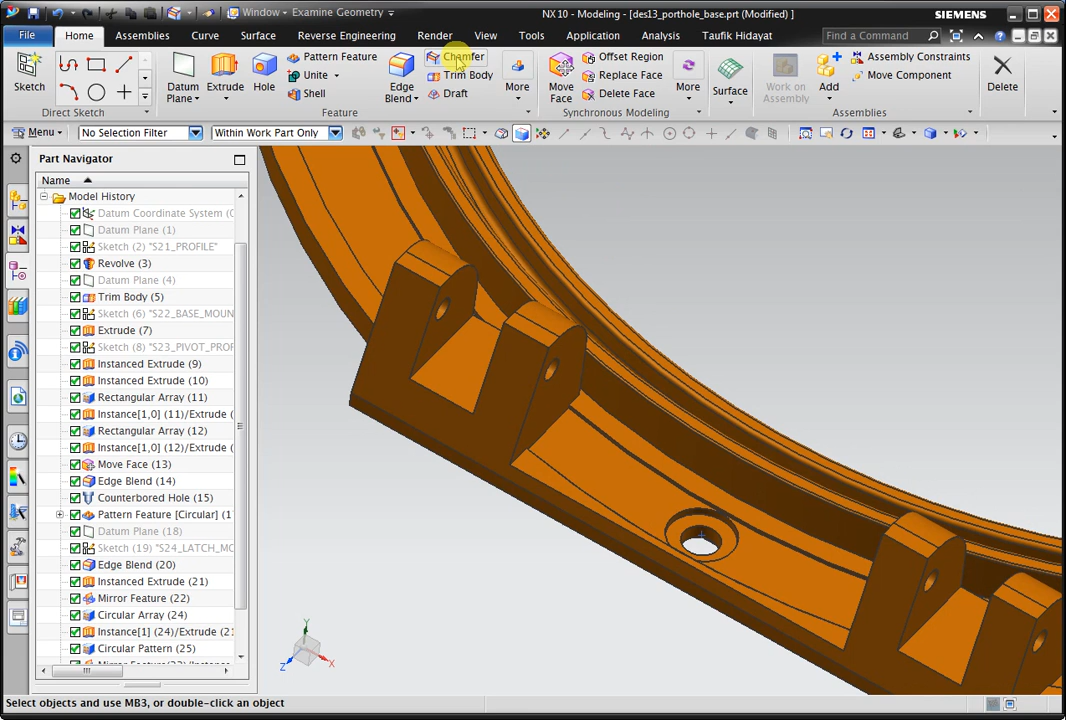 Window
Examine Geometry
NX 10 - Modeling - [des13_porthole_base.prt (Modified) ]
SIEMENS
File
Home
Assemblies
Curve
Surface
Reverse Engineering
Render
View
Tools
Application
Analysis
Taufik Hidayat
Find a Command
Sketch
Direct Sketch
Datum Plane
Extrude
Hole
Pattern Feature
Unite
Shell
Feature
Edge Blend
Chamfer
Trim Body
Draft
More
Move Face
Offset Region
Replace Face
Delete Face
Synchronous Modeling
More
Surface
Work on Assembly
Add
Assembly Constraints
Move Component
Assemblies
Delete
Menu
No Selection Filter
Within Work Part Only
Part Navigator
Name
Model History
Datum Coordinate System (
Datum Plane (1)
Sketch (2) "S21_PROFILE"
Revolve (3)
Datum Plane (4)
Trim Body (5)
Sketch (6) "S22_BASE_MOUN
Extrude (7)
Sketch (8) "S23_PIVOT_PROF
Instanced Extrude (9)
Instanced Extrude (10)
Rectangular Array (11)
Instance[1,0] (11)/Extrude (
Rectangular Array (12)
Instance[1,0] (12)/Extrude (
Move Face (13)
Edge Blend (14)
Counterbored Hole (15)
Pattern Feature [Circular] (1
Datum Plane (18)
Sketch (19) "S24_LATCH_MO
Edge Blend (20)
Instanced Extrude (21)
Mirror Feature (22)
Circular Array (24)
Instance[1] (24)/Extrude (21
Circular Pattern (25)
Y
X
Z
Select objects and use MB3, or double-click an object